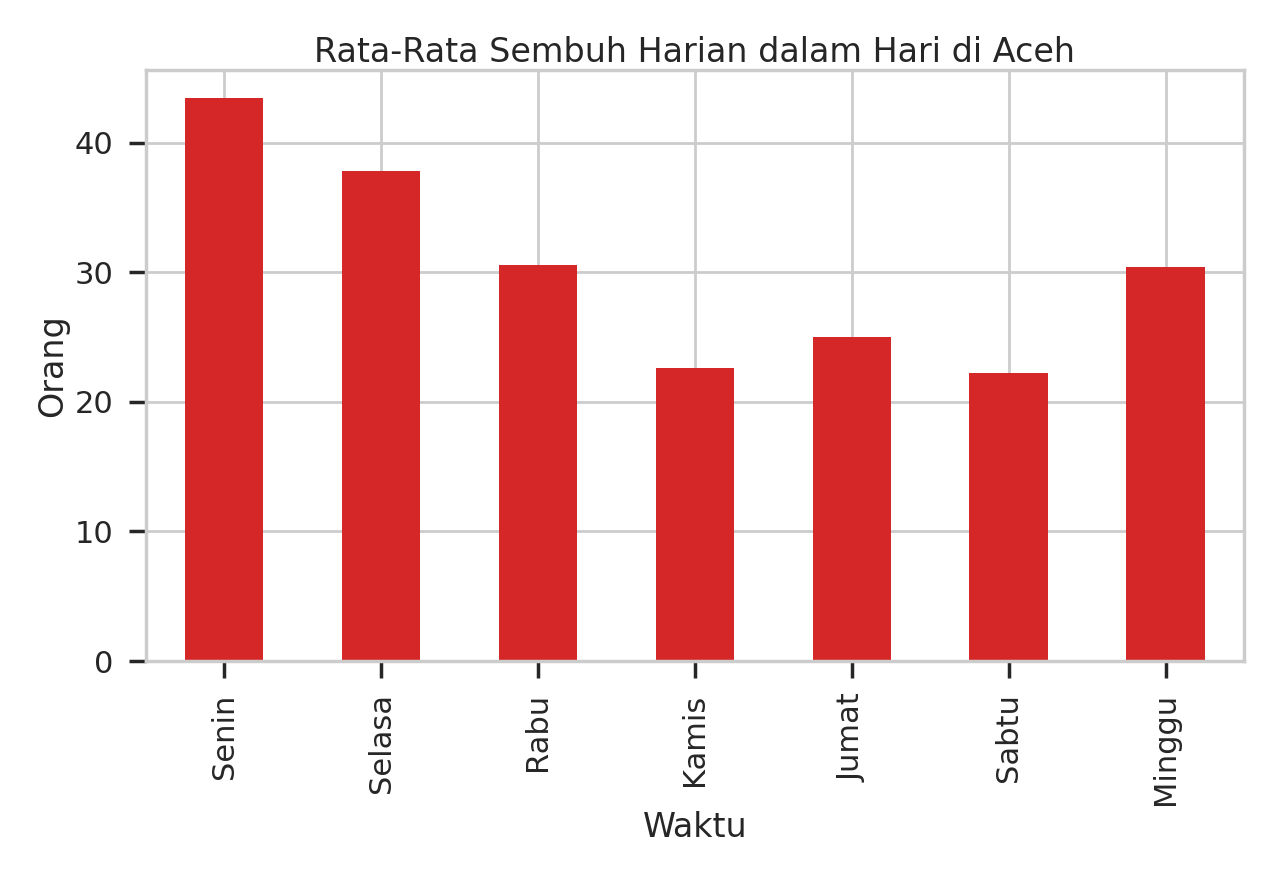 Rata-Rata Sembuh Harian dalam Hari di Aceh
Orang
40
30
20
10
0
Senin
Selasa
Rabu
Kamis
Jumat
Sabtu
Minggu
Waktu